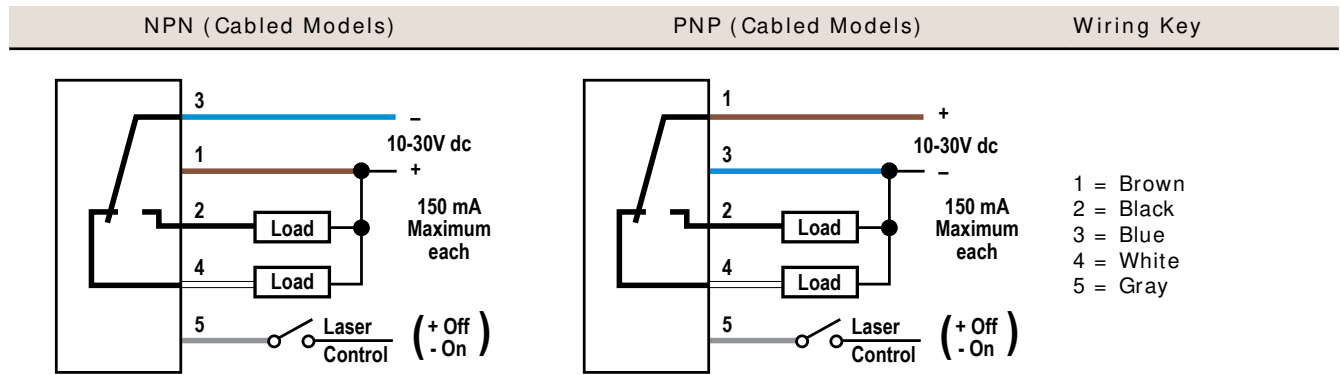 NPN (Cabled Models) PNP (Cabled Models) Wiring Key
3
–
10-30V dc
1
+
2
Load
150 mA
Maximum
each
4
Load
5
Laser
Control
( + Off
- On )
1
+
10-30V dc
3
–
2
Load
150 mA
Maximum
each
4
Load
5
Laser
Control
( + Off
- On )
1 = Brown
2 = Black
3 = Blue
4 = White
5 = Gray